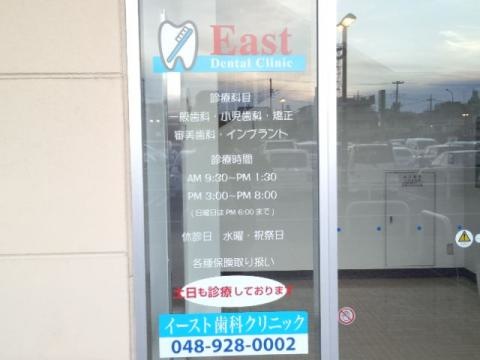 East
Dental Clinic
診療科目
一般歯科・小児歯科・矯正
審美歯科・インプラント
診療時間
AM 9:30~PM 1:30
PM 3:00~PM 8:00
(日曜日はPM 6:00まで)
休診日 水曜・祝祭日
各種保険取り扱い
土日も診療しております
イースト歯科クリニック
048-928-0002